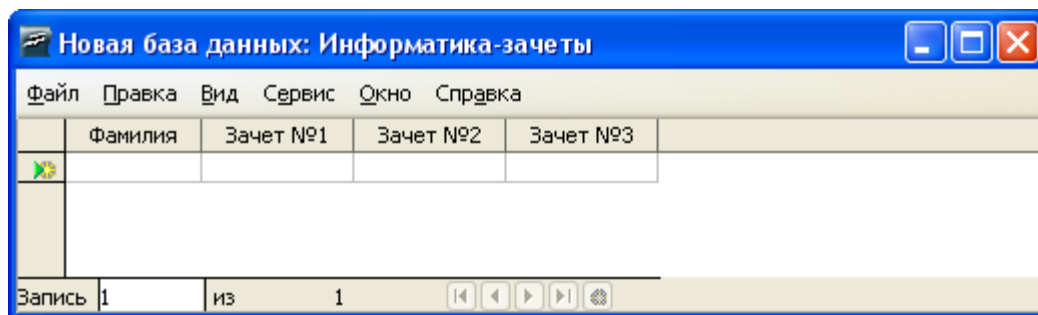 Новая база данных: Информатика-зачеты
Файл Правка Вид Сервис Окно Справка
Фамилия Зачет №1 Зачет №2 Зачет №3
Запись 1 из 1